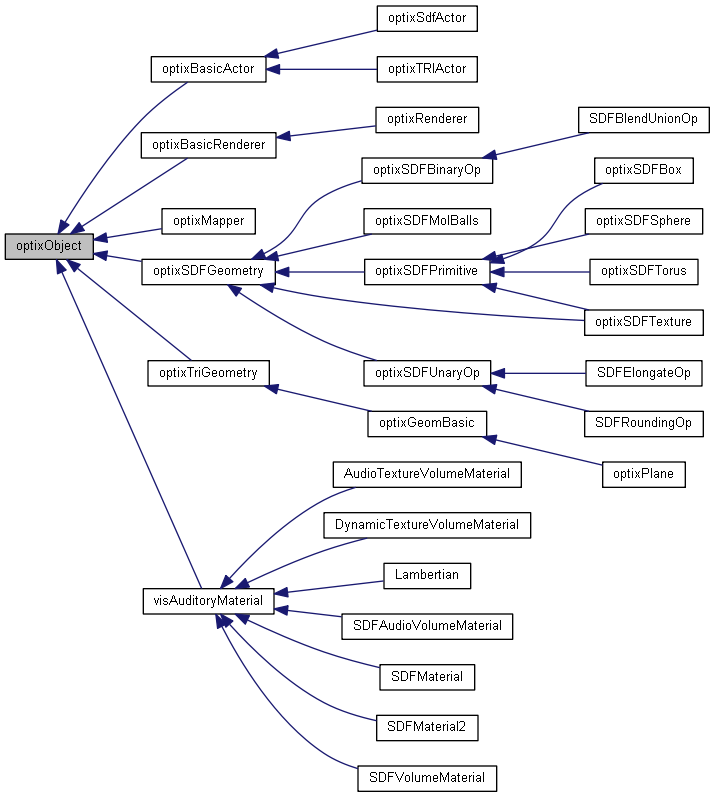 optixSdfActor
optixBasicActor
optixTRIActor
optixRenderer
SDFBlendUnionOp
optixBasicRenderer
optixSDFBinaryOp
optixSDFBox
optixMapper
optixSDFMolBalls
optixSDFSphere
optixObject
optixSDFGeometry
optixSDFPrimitive
optixSDFTorus
optixSDFTexture
optixTriGeometry
optixSDFUnaryOp
SDFElongateOp
optixGeomBasic
SDFRoundingOp
optixPlane
AudioTextureVolumeMaterial
DynamicTextureVolumeMaterial
Lambertian
visAuditoryMaterial
SDFAudioVolumeMaterial
SDFMaterial
SDFMaterial2
SDFVolumeMaterial